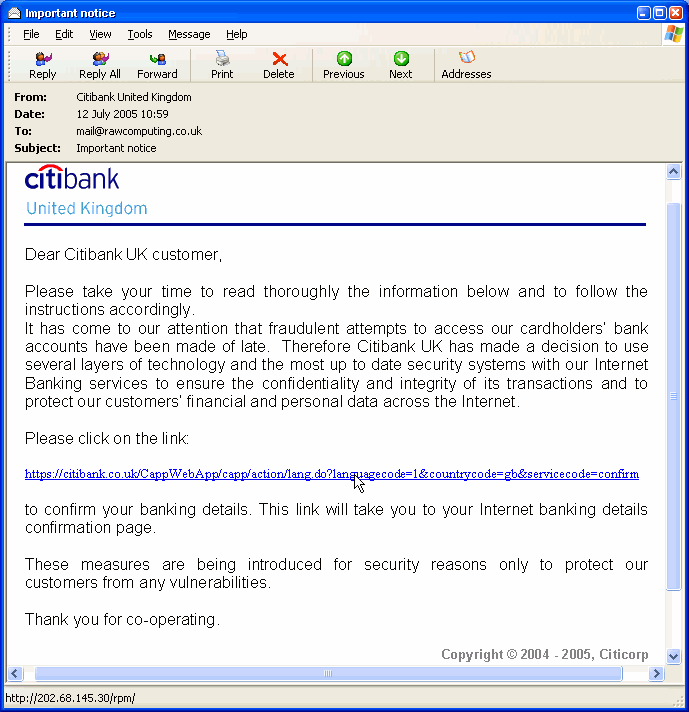 Important notice
File Edit View Tools Message Help
Reply Reply All Forward Print Delete Previous Next Addresses
From: Citibank United Kingdom
Date: 12 July 2005 10:59
To: mail@rawcomputing.co.uk
Subject: Important notice
citibank
United Kingdom
Dear Citibank UK customer,
Please take your time to read thoroughly the information below and to follow the
instructions accordingly.
It has come to our attention that fraudulent attempts to access our cardholders' bank
accounts have been made of late. Therefore Citibank UK has made a decision to use
several layers of technology and the most up to date security systems with our Internet
Banking services to ensure the confidentiality and integrity of its transactions and to
protect our customers' financial and personal data across the Internet.
Please click on the link:
https://citibank.co.uk/CappWebApp/capp/action/lang.do?languagecode=1&countrycode=gb&servicecode=confirm
to confirm your banking details. This link will take you to your Internet banking details
confirmation page.
These measures are being introduced for security reasons only to protect our
customers from any vulnerabilities.
Thank you for co-operating.
Copyright © 2004 - 2005, Citicorp
http://202.68.145.30/rpm/